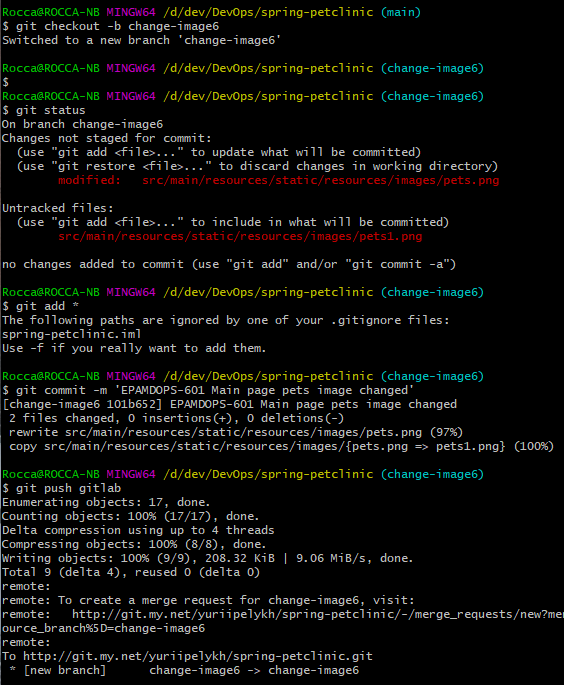 Rocca@ROCCA-NB MINGW64 /d/dev/DevOps/spring-petclinic (main)
$ git checkout -b change-image6
Switched to a new branch 'change-image6'
Rocca@ROCCA-NB MINGW64 /d/dev/DevOps/spring-petclinic (change-image6)
$
Rocca@ROCCA-NB MINGW64 /d/dev/DevOps/spring-petclinic (change-image6)
$ git status
On branch change-image6
Changes not staged for commit:
  (use "git add <file>..." to update what will be committed)
  (use "git restore <file>..." to discard changes in working directory)
        modified:   src/main/resources/static/resources/images/pets.png
Untracked files:
  (use "git add <file>..." to include in what will be committed)
        src/main/resources/static/resources/images/pets1.png
no changes added to commit (use "git add" and/or "git commit -a")
Rocca@ROCCA-NB MINGW64 /d/dev/DevOps/spring-petclinic (change-image6)
$ git add *
The following paths are ignored by one of your .gitignore files:
spring-petclinic.iml
Use -f if you really want to add them.
Rocca@ROCCA-NB MINGW64 /d/dev/DevOps/spring-petclinic (change-image6)
$ git commit -m 'EPAMDOPS-601 Main page pets image changed'
[change-image6 101b652] EPAMDOPS-601 Main page pets image changed
 2 files changed, 0 insertions(+), 0 deletions(-)
 rewrite src/main/resources/static/resources/images/pets.png (97%)
 copy src/main/resources/static/resources/images/{pets.png => pets1.png} (100%)
Rocca@ROCCA-NB MINGW64 /d/dev/DevOps/spring-petclinic (change-image6)
$ git push gitlab
Enumerating objects: 17, done.
Counting objects: 100% (17/17), done.
Delta compression using up to 4 threads
Compressing objects: 100% (8/8), done.
Writing objects: 100% (9/9), 208.32 KiB | 9.06 MiB/s, done.
Total 9 (delta 4), reused 0 (delta 0)
remote:
remote: To create a merge request for change-image6, visit:
remote:   http://git.my.net/yuriipelykh/spring-petclinic/-/merge_requests/new?mer
ource_branch%5D=change-image6
remote:
To http://git.my.net/yuriipelykh/spring-petclinic.git
 * [new branch]      change-image6 -> change-image6